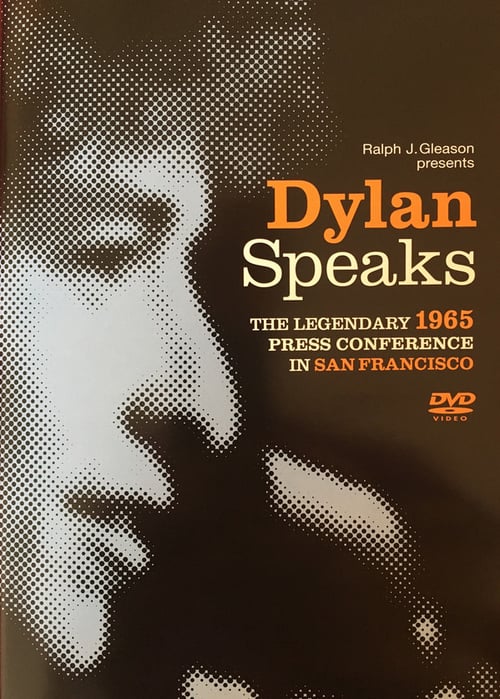 Ralph J. Gleason
presents
Dylan
Speaks
THE LEGENDARY 1965
PRESS CONFERENCE
IN SAN FRANCISCO
DVD
VIDEO